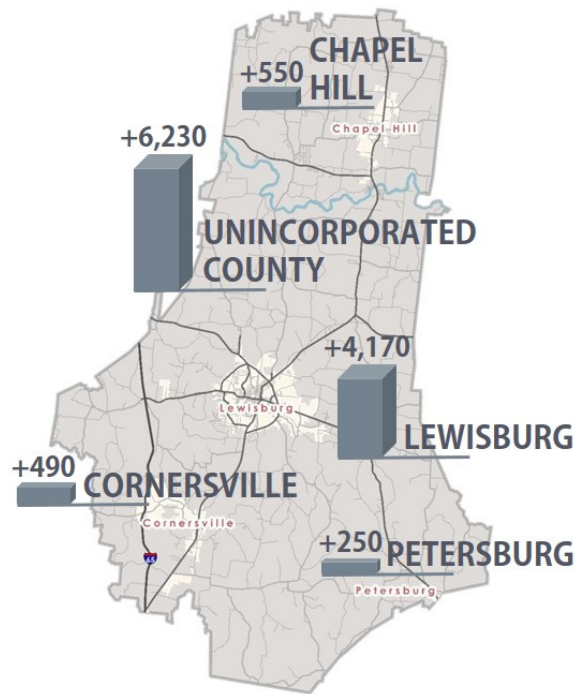 +550
CHAPEL
HILL
Chapel Hill
+6,230
UNINCORPORATED
COUNTY
+4,170
Lewisburg
LEWISBURG
+490
CORNERSVILLE
Cornersville
65
+250
PETERSBURG
Petersburg